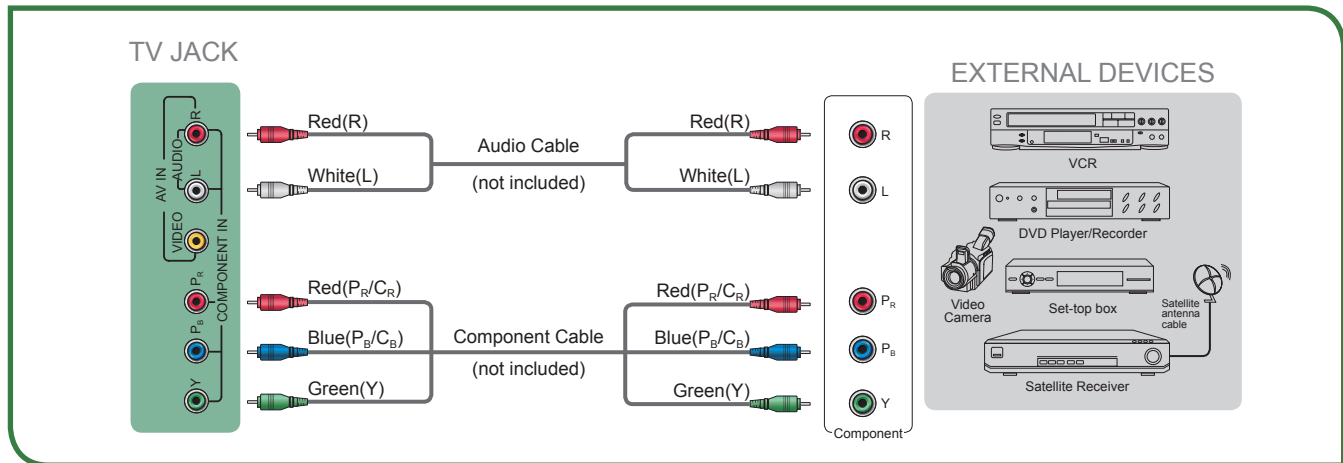 TV JACK
EXTERNAL DEVICES
AV IN
AUDIO
R
L
VIDEO
COMPONENT IN
PR
PB
Y
Red(R)
White(L)
Audio Cable
(not included)
Red(R)
White(L)
Red(PR/CR)
Blue(PB/CB)
Green(Y)
Component Cable
(not included)
Red(PR/CR)
Blue(PB/CB)
Green(Y)
R
L
PR
PB
Y
Component
VCR
DVD Player/Recorder
Video
Camera
Set-top box
Satellite
antenna
cable
Satellite Receiver